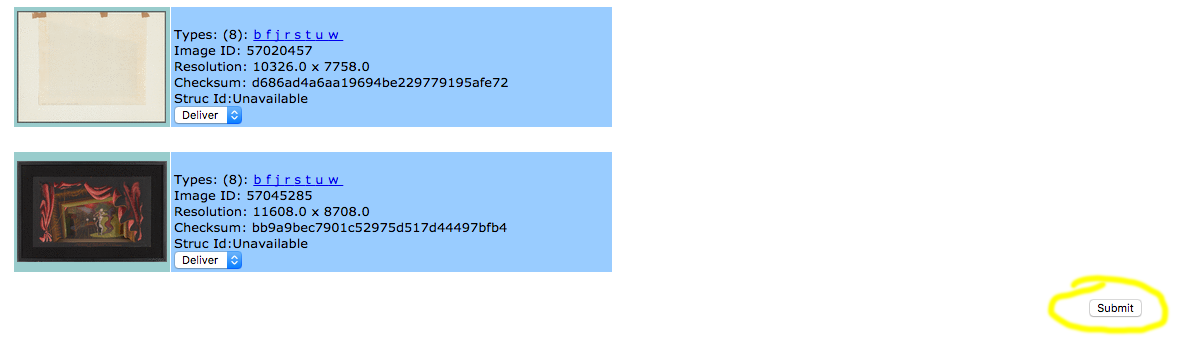 Types: (8): b f j r s t u w
Image ID: 57020457
Resolution: 10326.0 x 7758.0
Checksum: d686ad4a6aa19694be229779195afe72
Struc Id:Unavailable
Deliver
Types: (8): b f j r s t u w
Image ID: 57045285
Resolution: 11608.0 x 8708.0
Checksum: bb9a9bec7901c52975d517d44497bfb4
Struc Id:Unavailable
Deliver
Submit